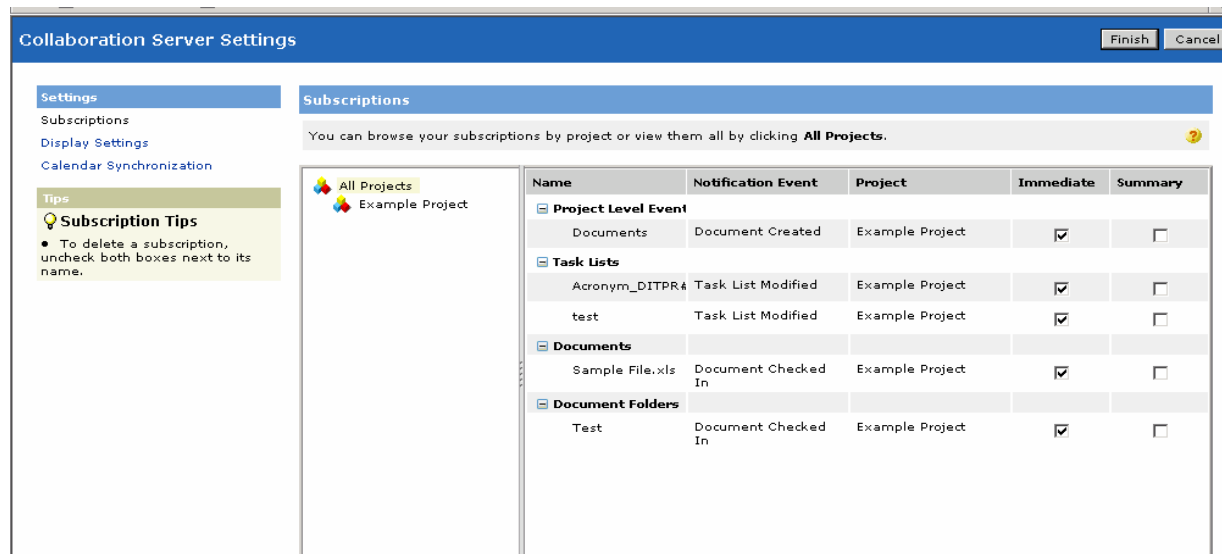 Collaboration Server Settings
Finish
Cancel
Settings
Subscriptions
Display Settings
Calendar Synchronization
Tips
Subscription Tips
• To delete a subscription,
uncheck both boxes next to its
name.
Subscriptions
You can browse your subscriptions by project or view them all by clicking All Projects.
All Projects
Example Project
Name Notification Event Project Immediate Summary
Project Level Event
Documents Document Created Example Project
Task Lists
Acronym_DITPR Task List Modified Example Project
test Task List Modified Example Project
Documents
Sample File.xls Document Checked In Example Project
Document Folders
Test Document Checked In Example Project